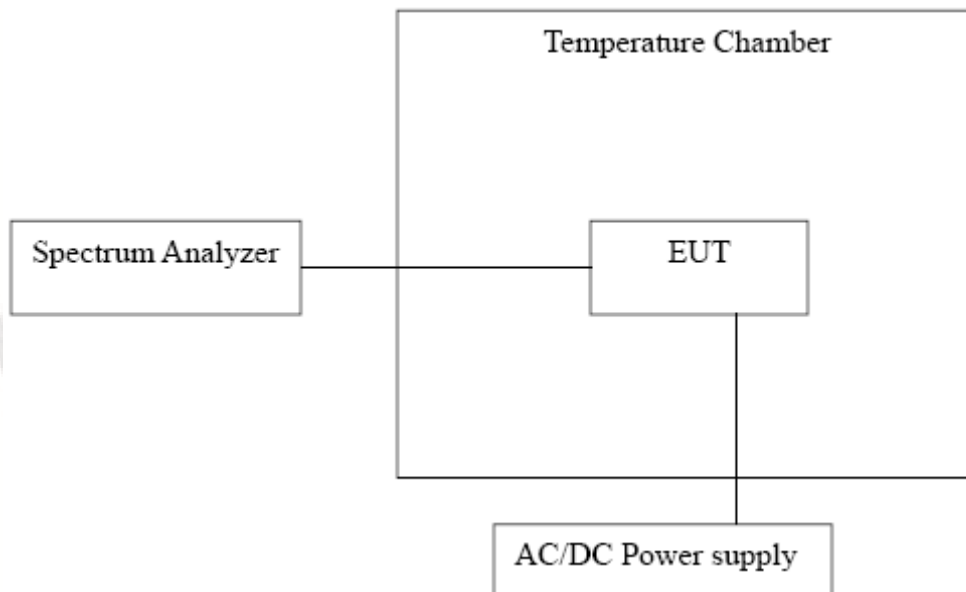 Temperature Chamber
Spectrum Analyzer
EUT
AC/DC Power supply